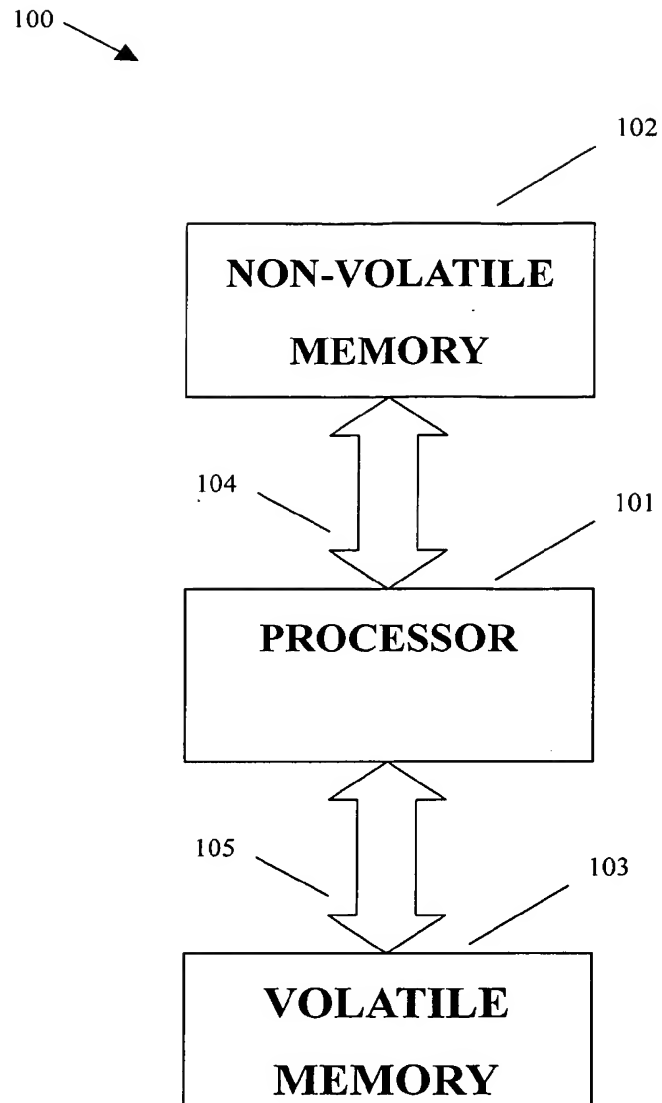 100
102
NON-VOLATILE
MEMORY
104
101
PROCESSOR
105
103
VOLATILE
MEMORY